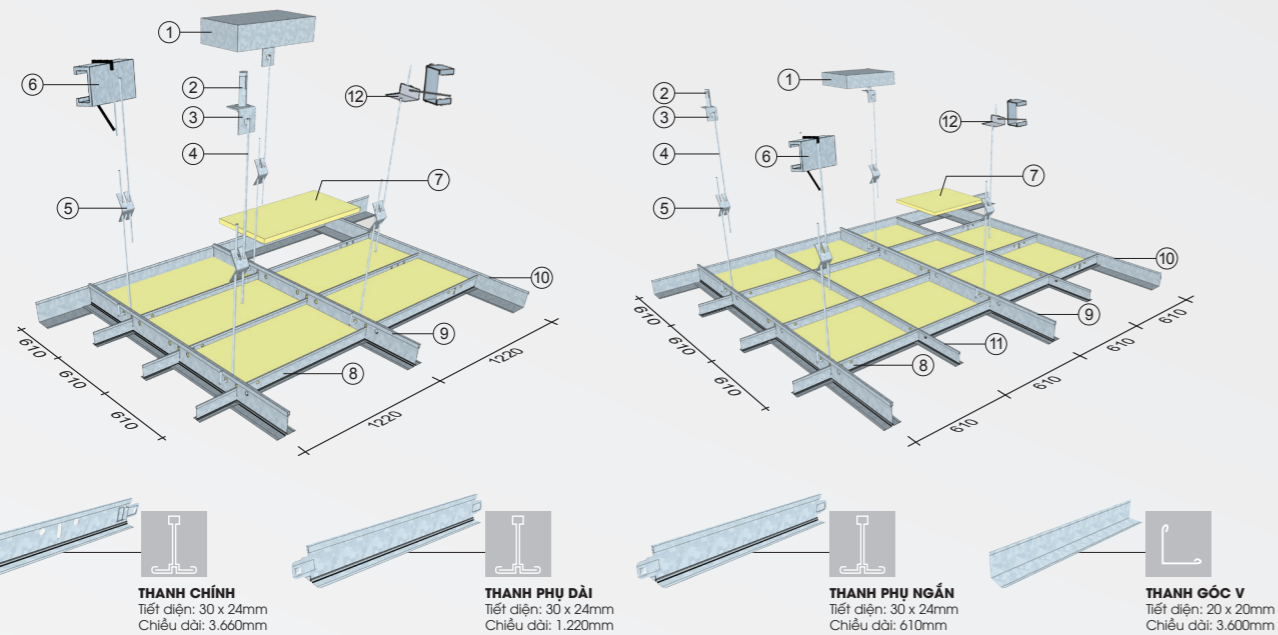 1
2
3
4
5
6
7
8
9
10
12
610
610
610
1220
1220
1
2
3
4
5
6
7
8
9
10
11
12
610
610
610
610
610
610
610
THANH CHÍNH
Tiết diện: 30 x 24mm
Chiều dài: 3.660mm
THANH PHỤ DÀI
Tiết diện: 30 x 24mm
Chiều dài: 1.220mm
THANH PHỤ NGẮN
Tiết diện: 30 x 24mm
Chiều dài: 610mm
THANH GÓC V
Tiết diện: 20 x 20mm
Chiều dài: 3.600mm